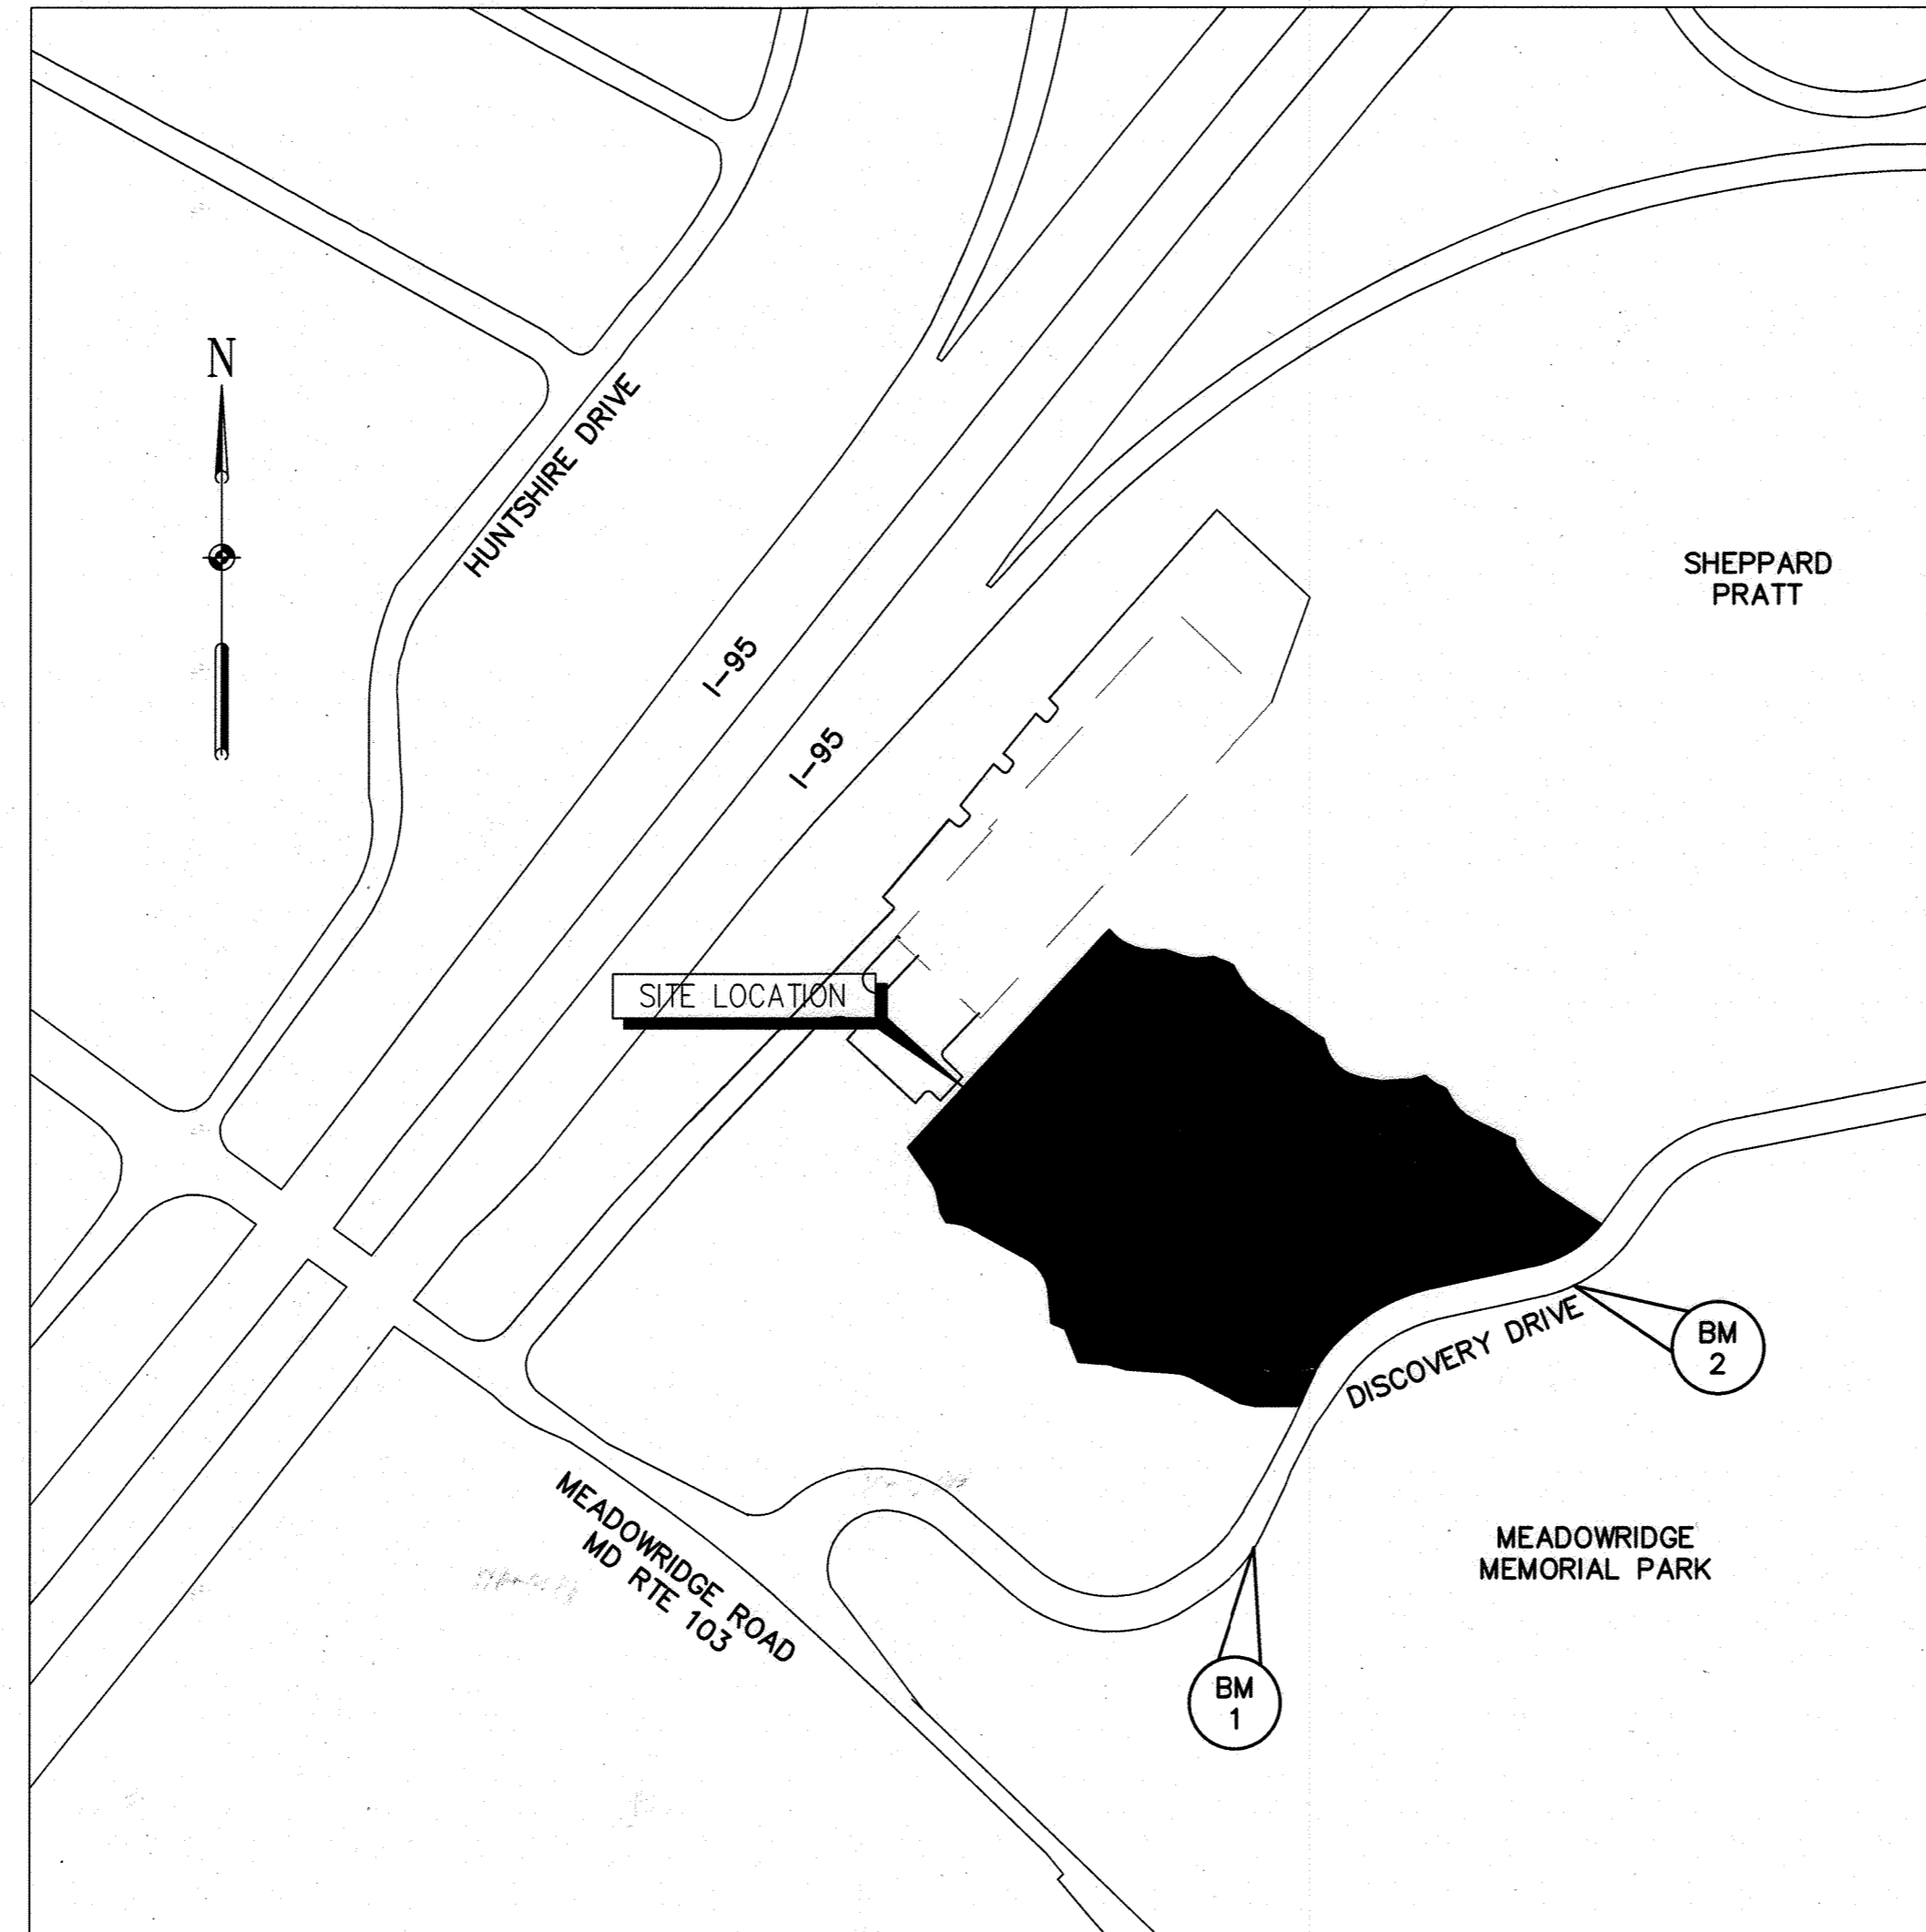 N
HUNTSHIRE DRIVE
SHEPPARD
PRATT
I-95
I-95
SITE LOCATION
DISCOVERY DRIVE
BM
2
MEADOWRIDGE ROAD
MD RTE 103
MEADOWRIDGE
MEMORIAL PARK
BM
1